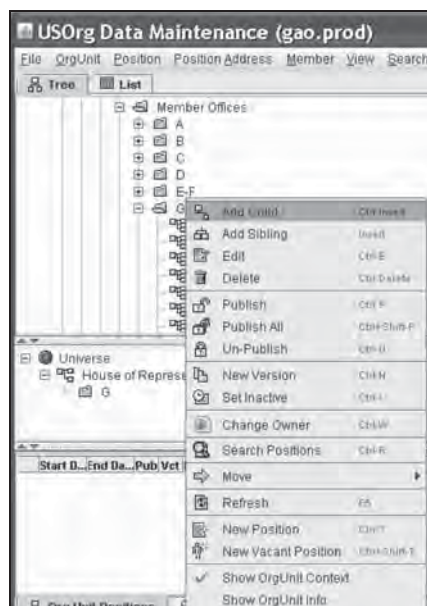 USOrg Data Maintenance (gao.prod)
File OrgUnit Position Position Address Member View Search
Tree List
Member Offices
A
B
C
D
E-F
G
Add Child Ctrl-Insert
Add Sibling Insert
Edit Ctrl-E
Delete Ctrl-Delete
Publish Ctrl-P
Publish All Ctrl+Shift-P
Un-Publish Ctrl-U
Universe
House of Represe
G
New Version Ctrl-N
Set Inactive Ctrl-I
Change Owner Ctrl-W
Search Positions Ctrl-R
Start D... End Da... Pub Vct
Move
Refresh F5
New Position Ctrl-T
New Vacant Position Ctrl+Shift-T
Show OrgUnit Context
Show OrgUnit Info
Org Unit Positions